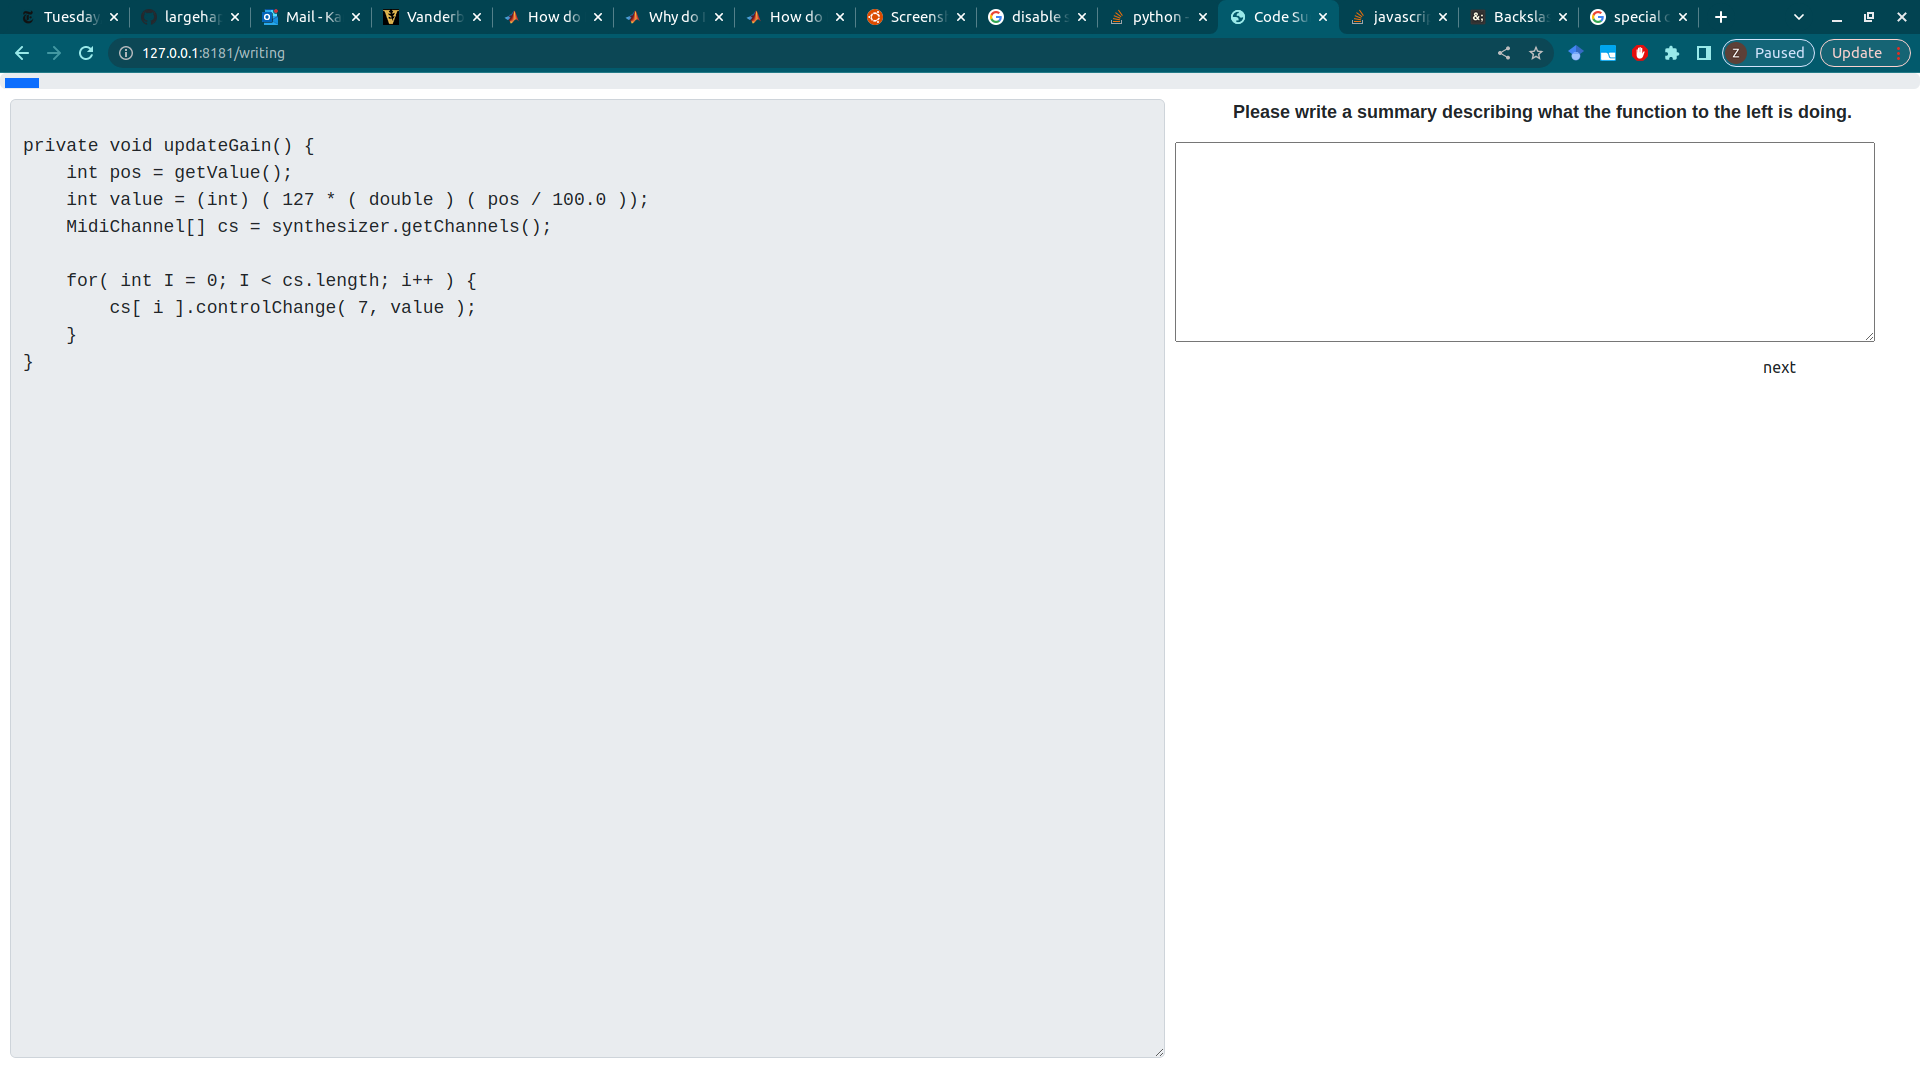 Tuesday
largehap
Mail - Ka
Vanderb
How do
Why do
How do
Screens
disable s
python -
Code Su
javascri
Backsla
special c
127.0.0.1:8181/writing
Z Paused
Update
private void updateGain() {
int pos = getValue();
int value = (int) ( 127 * ( double ) ( pos / 100.0 ));
MidiChannel[] cs = synthesizer.getChannels();
for( int I = 0; I < cs.length; i++ ) {
cs[ i ].controlChange( 7, value );
}
}
Please write a summary describing what the function to the left is doing.
next